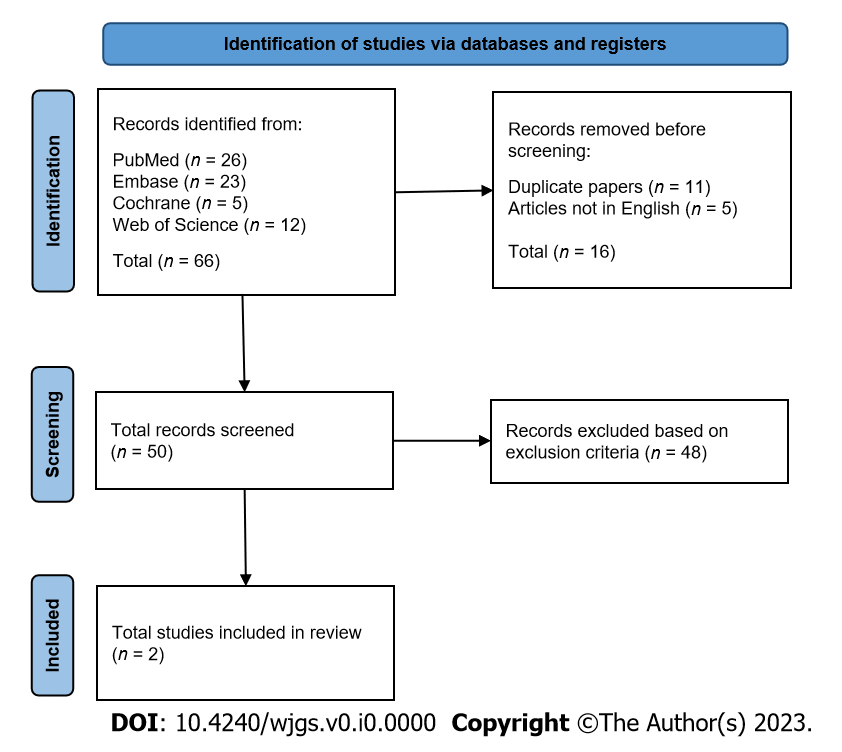 Identification of studies via databases and registers
Identification
Records identified from:
PubMed (n = 26)
Embase (n = 23)
Cochrane (n = 5)
Web of Science (n = 12)
Total (n = 66)
Records removed before
screening:
Duplicate papers (n = 11)
Articles not in English (n = 5)
Total (n = 16)
Screening
Total records screened
(n = 50)
Records excluded based on
exclusion criteria (n = 48)
Included
Total studies included in review
(n = 2)
DOI: 10.4240/wjgs.v0.i0.0000 Copyright ©The Author(s) 2023.